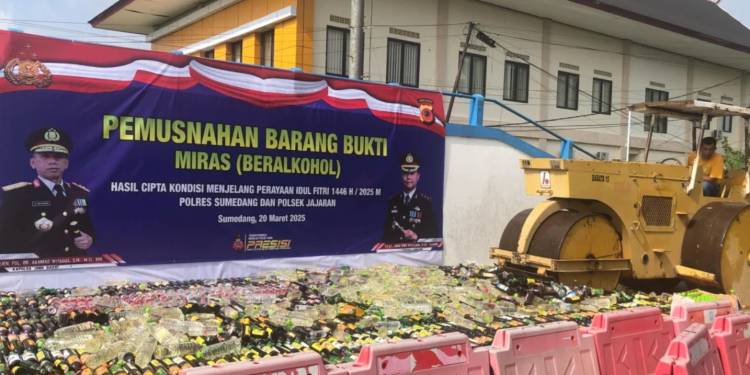 PEMUSNAHAN BARANG BUKTI
MIRAS (BERALKOHOL)
HASIL CIPTA KONDISI MENJELANG PERAYAAN IDUL FITRI 1446 H / 2025 M
POLRES SUMEDANG DAN POLSEK JAJARAN
Sumedang, 20 Maret 2025
PRESISI
BARATA